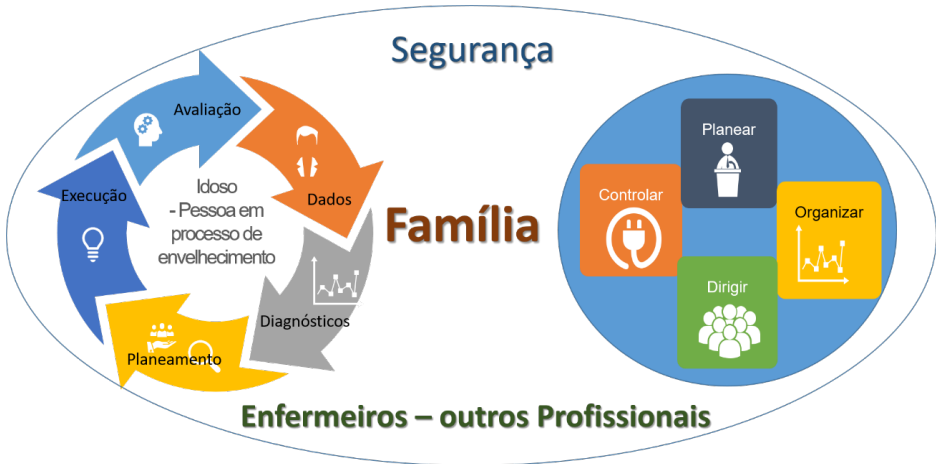 Segurança
Avaliação
Dados
Diagnósticos
Planeamento
Execução
Idoso
- Pessoa em
processo de
envelhecimento
Família
Planear
Controlar
Organizar
Dirigir
Enfermeiros – outros Profissionais